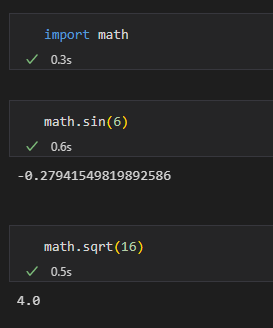 import math
0.3s
math.sin(6)
0.6s
-0.27941549819892586
math.sqrt(16)
0.5s
4.0